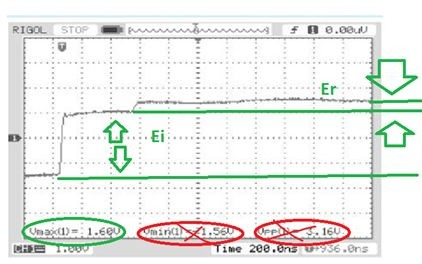 RIGOL STOP f 1 0.00uV
Er
Ei
1
Vmax(1)= 1.60V Vmin(1)=-1.56V Vpp(1)= 3.16V
CH1 1.00V Time 200.0ns 936.0ns